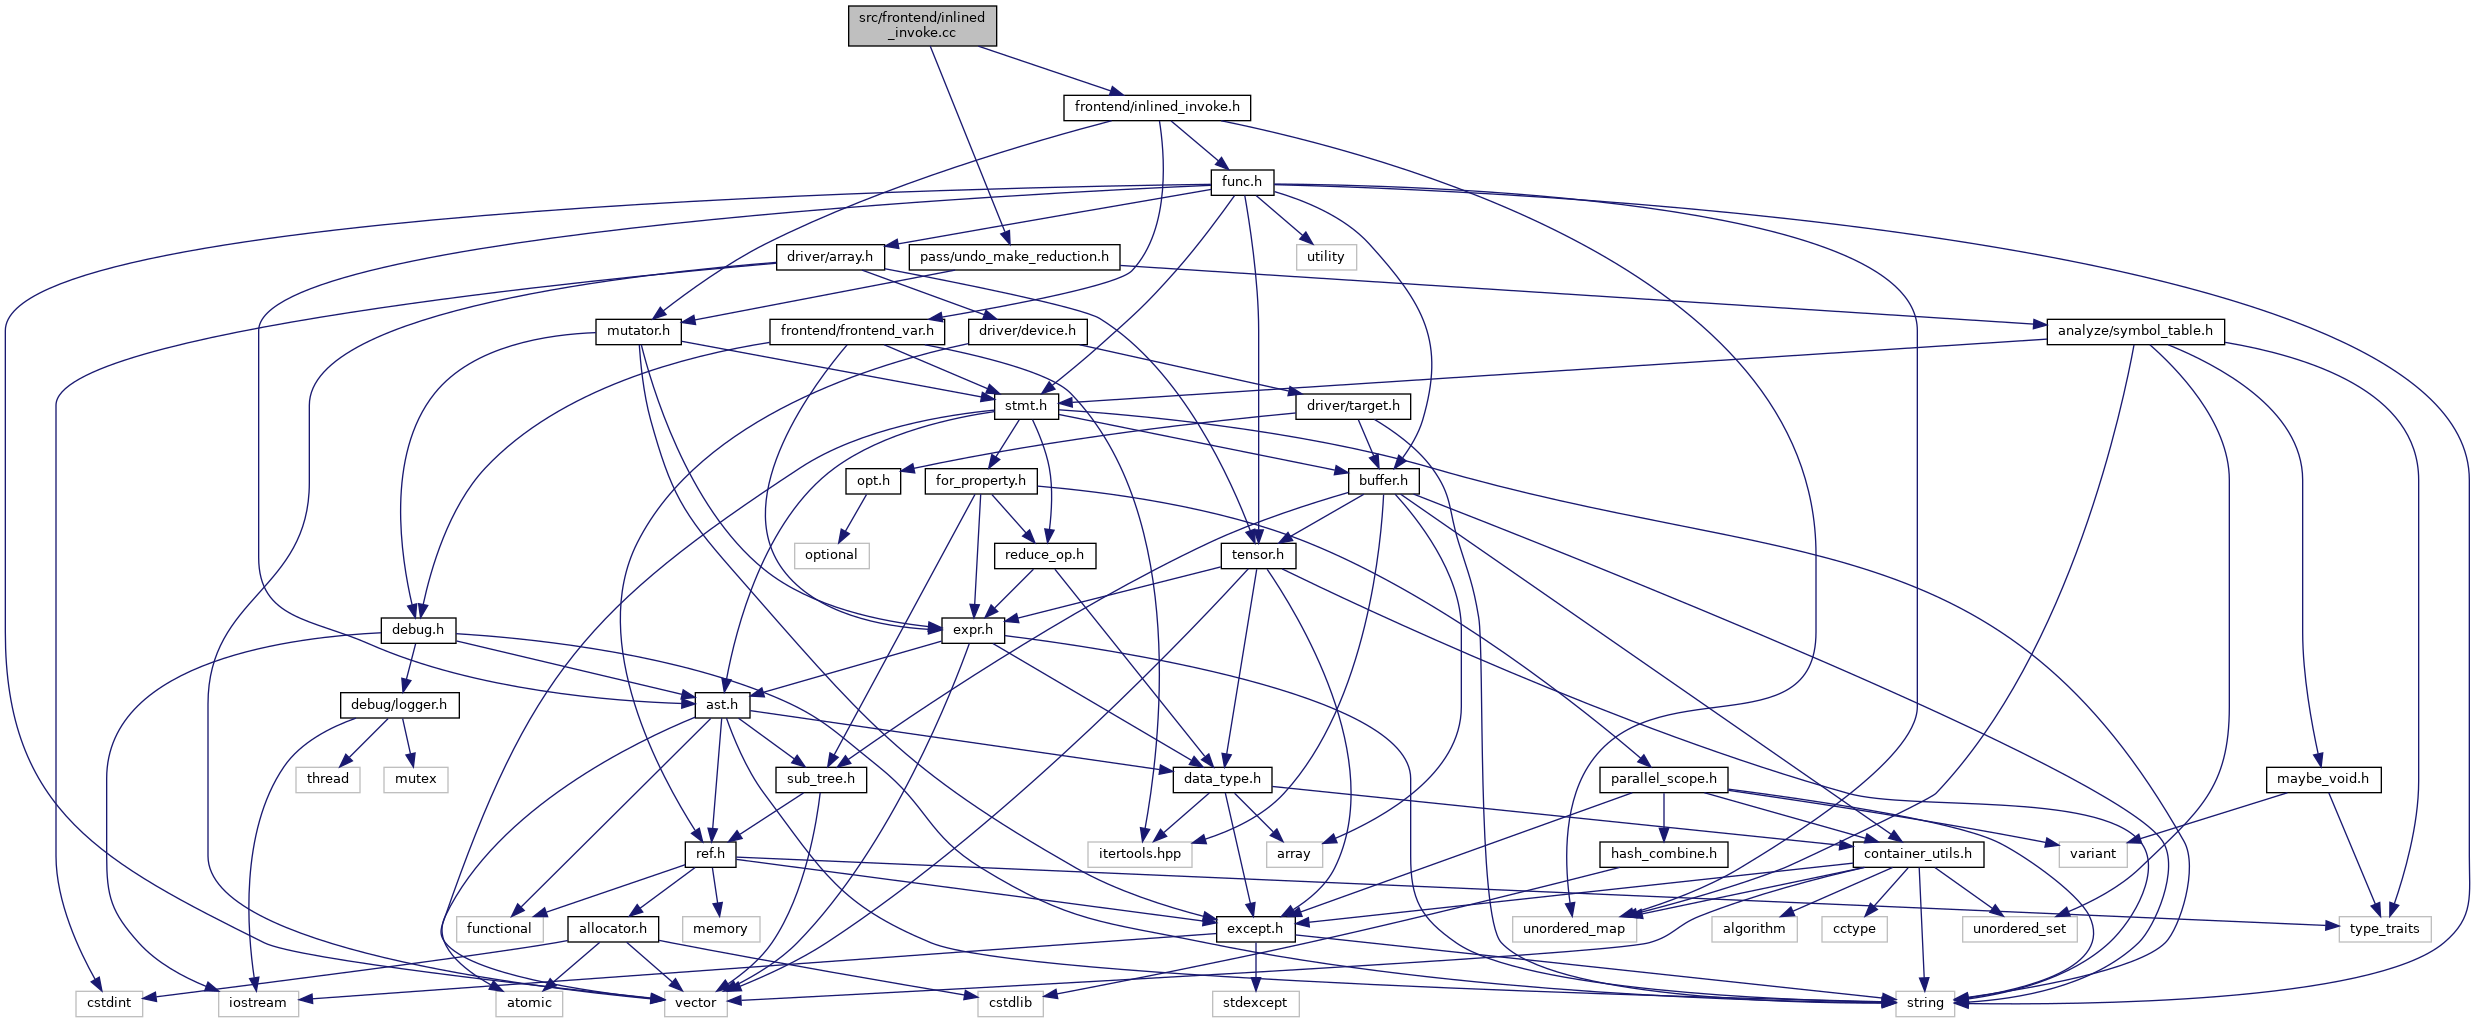 src/frontend/inlined
_invoke.cc
frontend/inlined_invoke.h
func.h
driver/array.h
pass/undo_make_reduction.h
utility
mutator.h
frontend/frontend_var.h
driver/device.h
analyze/symbol_table.h
stmt.h
driver/target.h
opt.h
for_property.h
buffer.h
optional
reduce_op.h
tensor.h
debug.h
expr.h
debug/logger.h
ast.h
thread
mutex
sub_tree.h
data_type.h
parallel_scope.h
maybe_void.h
ref.h
itertools.hpp
array
hash_combine.h
container_utils.h
variant
functional
allocator.h
memory
except.h
unordered_map
algorithm
cctype
unordered_set
type_traits
cstdint
iostream
atomic
vector
cstdlib
stdexcept
string